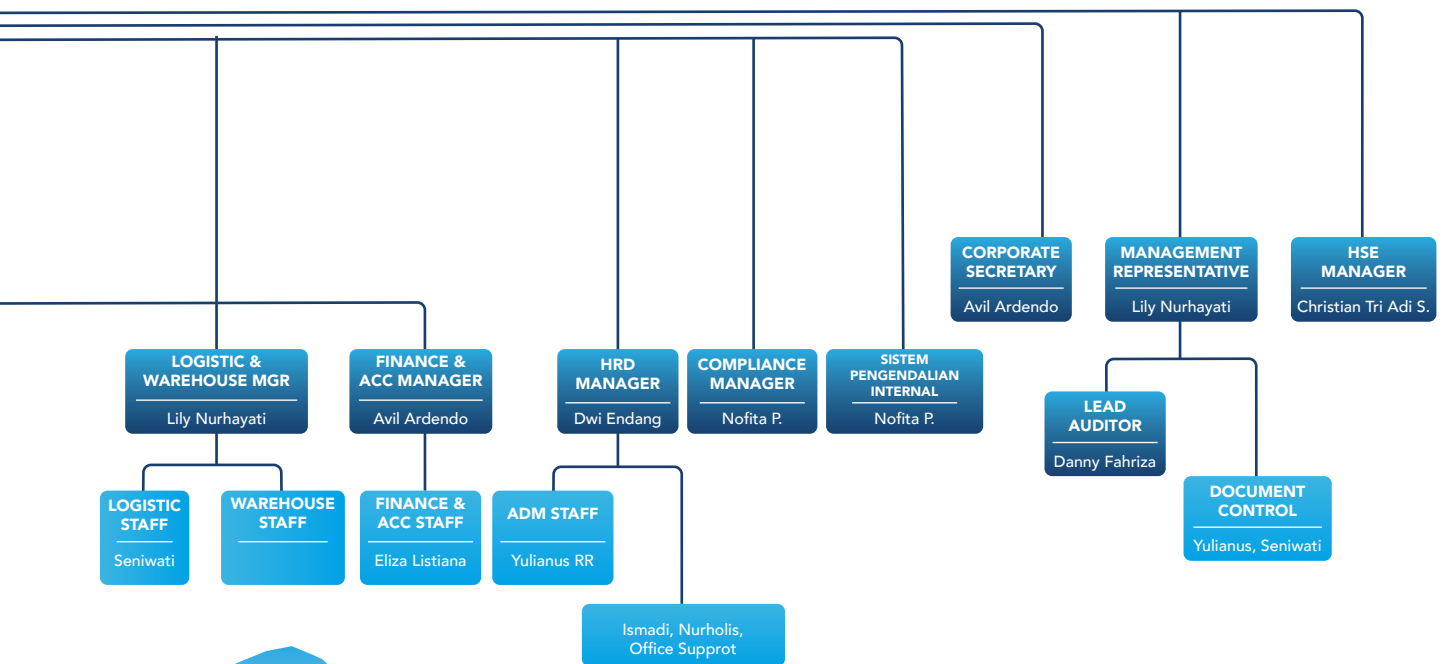 CORPORATE
SECRETARY
Avil Ardendo
MANAGEMENT
REPRESENTATIVE
Lily Nurhayati
HSE
MANAGER
Christian Tri Adi S.
LOGISTIC &
WAREHOUSE MGR
Lily Nurhayati
FINANCE &
ACC MANAGER
Avil Ardendo
HRD
MANAGER
Dwi Endang
COMPLIANCE
MANAGER
Nofita P.
SISTEM
PENGENDALIAN
INTERNAL
Nofita P.
LEAD
AUDITOR
Danny Fahriza
DOCUMENT
CONTROL
Yulianus, Seniwati
LOGISTIC
STAFF
Seniwati
WAREHOUSE
STAFF
FINANCE &
ACC STAFF
Eliza Listiana
ADM STAFF
Yulianus RR
Ismadi, Nurholis,
Office Supprot